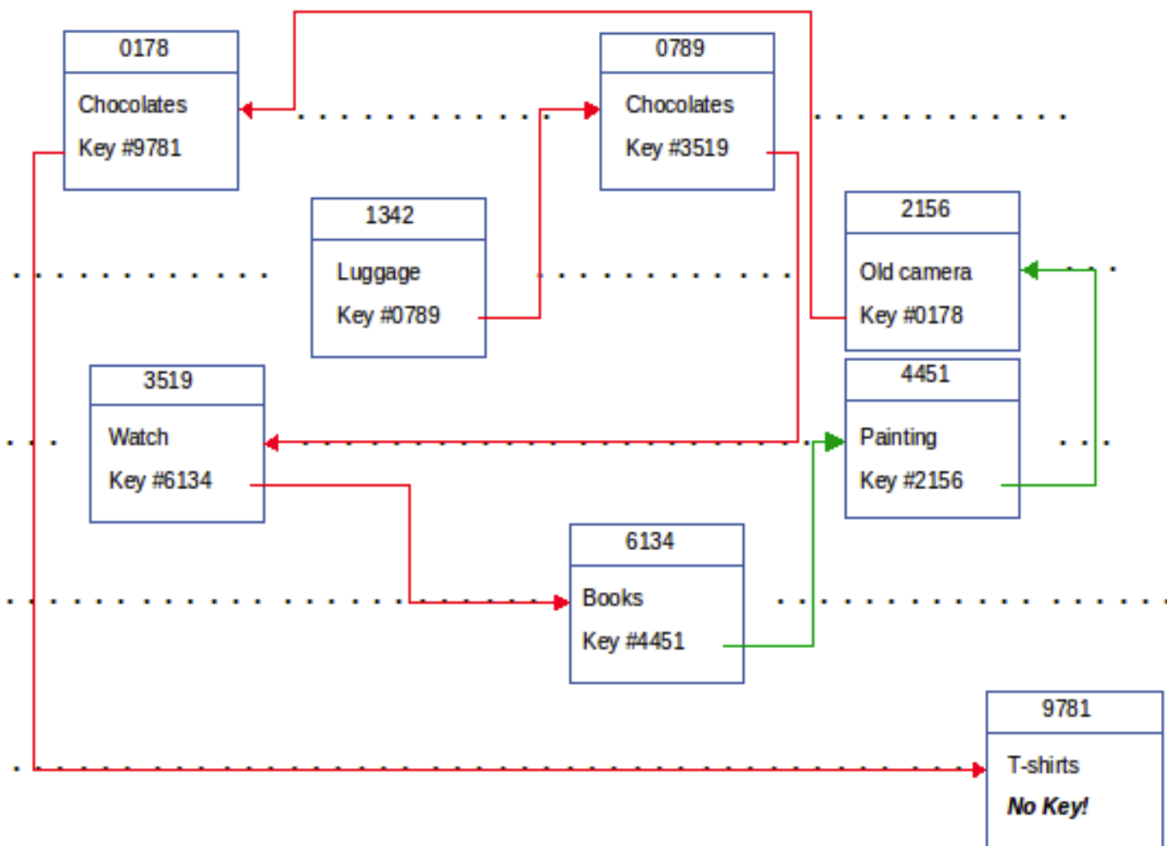 0178
Chocolates
Key #9781
0789
Chocolates
Key #3519
1342
Luggage
Key #0789
2156
Old camera
Key #0178
3519
Watch
Key #6134
4451
Painting
Key #2156
6134
Books
Key #4451
9781
T-shirts
No Key!